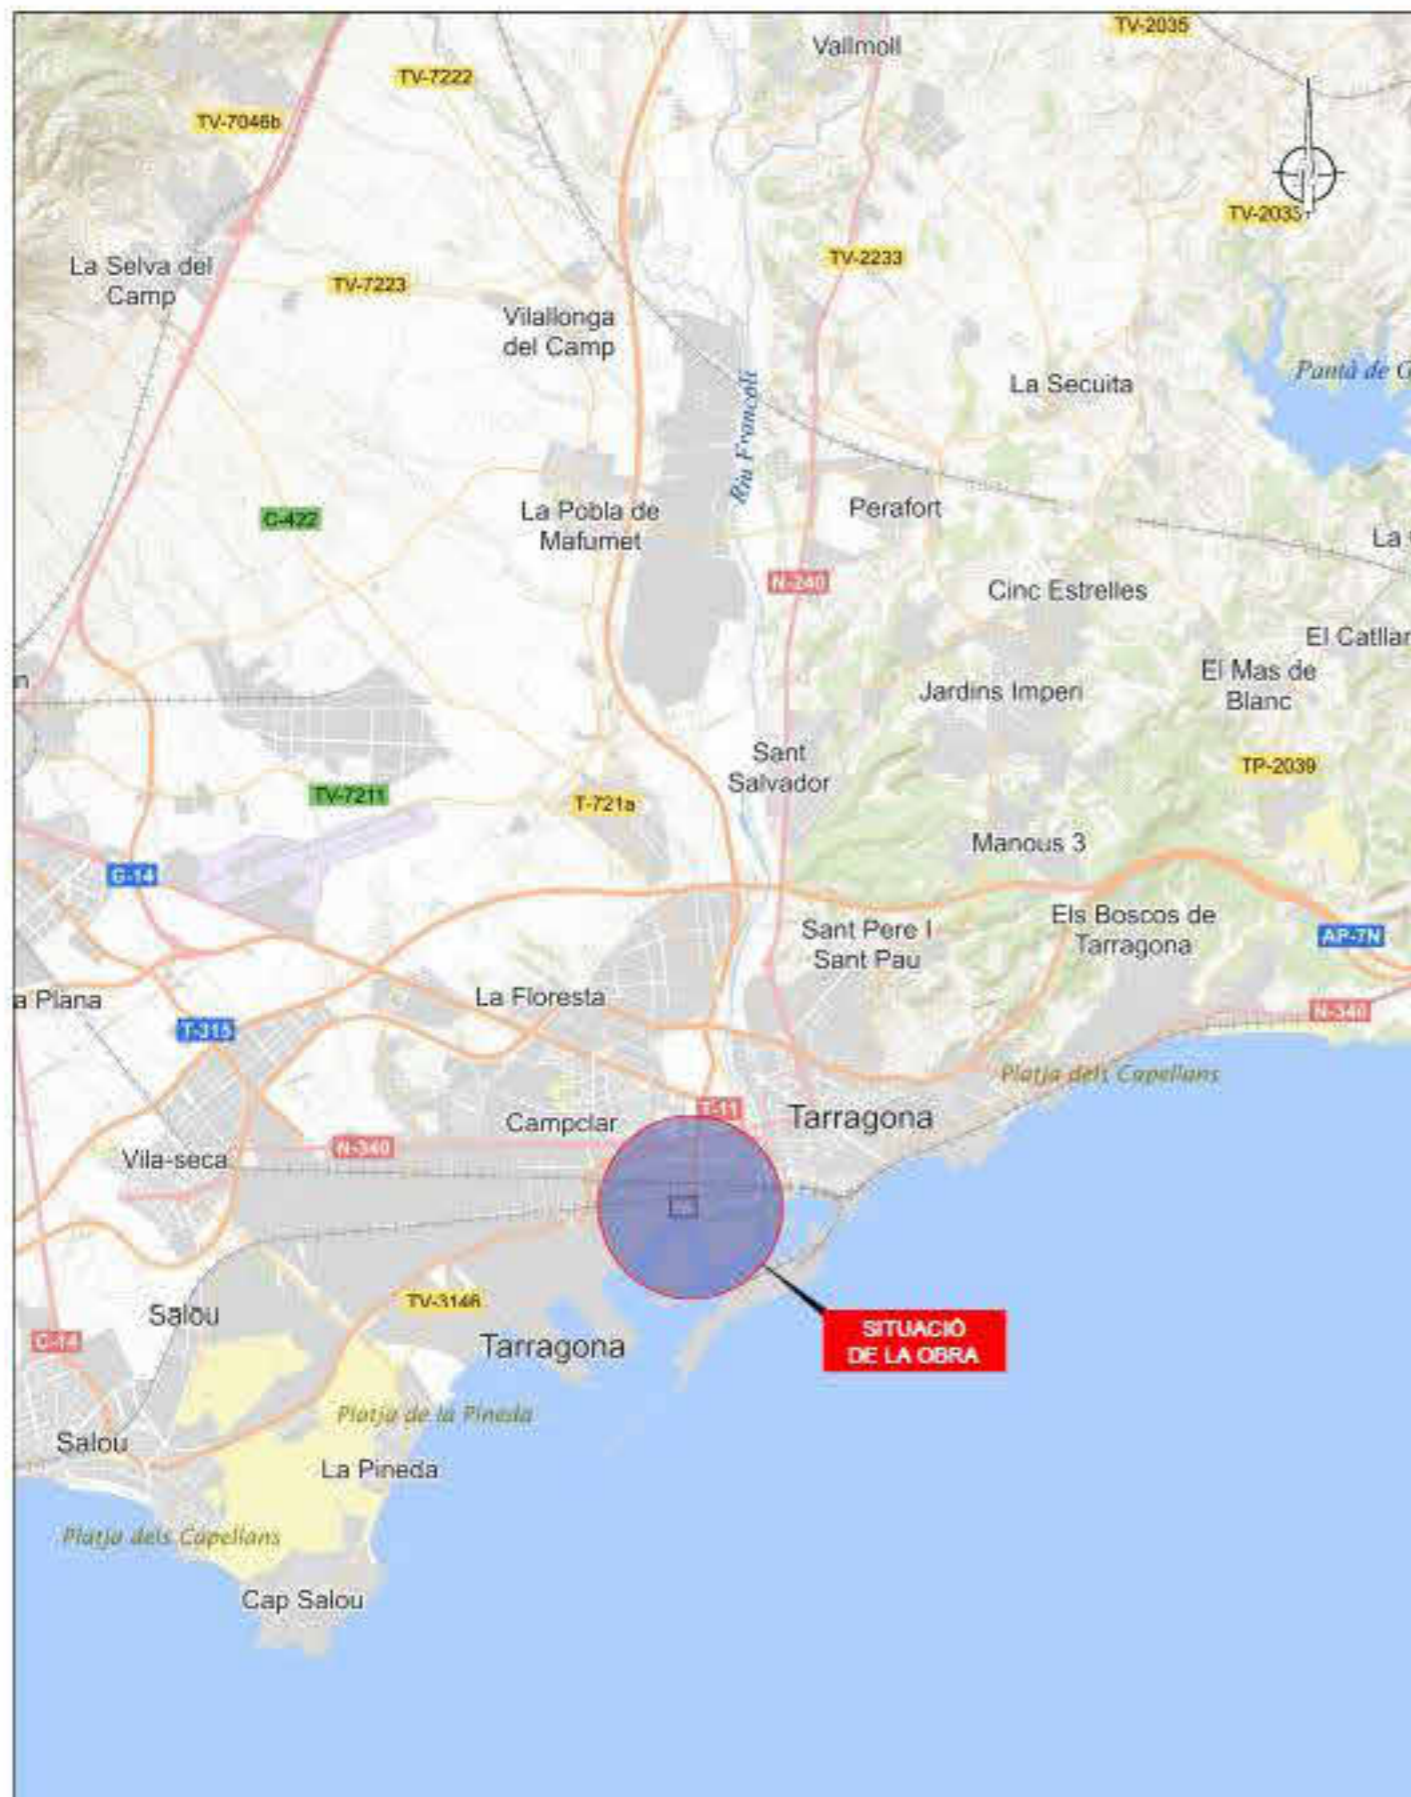 TV-2035
Vallmoll
TV-7222
TV-7046b
TV-2035
TV-2233
La Selva del
Camp
TV-7223
Vilallonga
del Camp
Pantà de G
La Secuita
Riu Francolí
C-422
La Pobla de
Mafumet
Perafort
La
N-240
Cinc Estrelles
El Catllar
n
El Mas de
Blanc
Jardins Imperi
Sant
Salvador
TP-2039
TV-7211
T-721a
Manous 3
C-14
Els Boscos de
Tarragona
Sant Pere I
Sant Pau
AP-7N
a Plana
La Floresta
N-340
T-315
Platja dels Capellans
T-11
Tarragona
Campclar
N-340
Vila-seca
TV-3146
Salou
SITUACIÓ
DE LA OBRA
C-14
Tarragona
Platja de la Pineda
Salou
La Pineda
Platja dels Capellans
Cap Salou